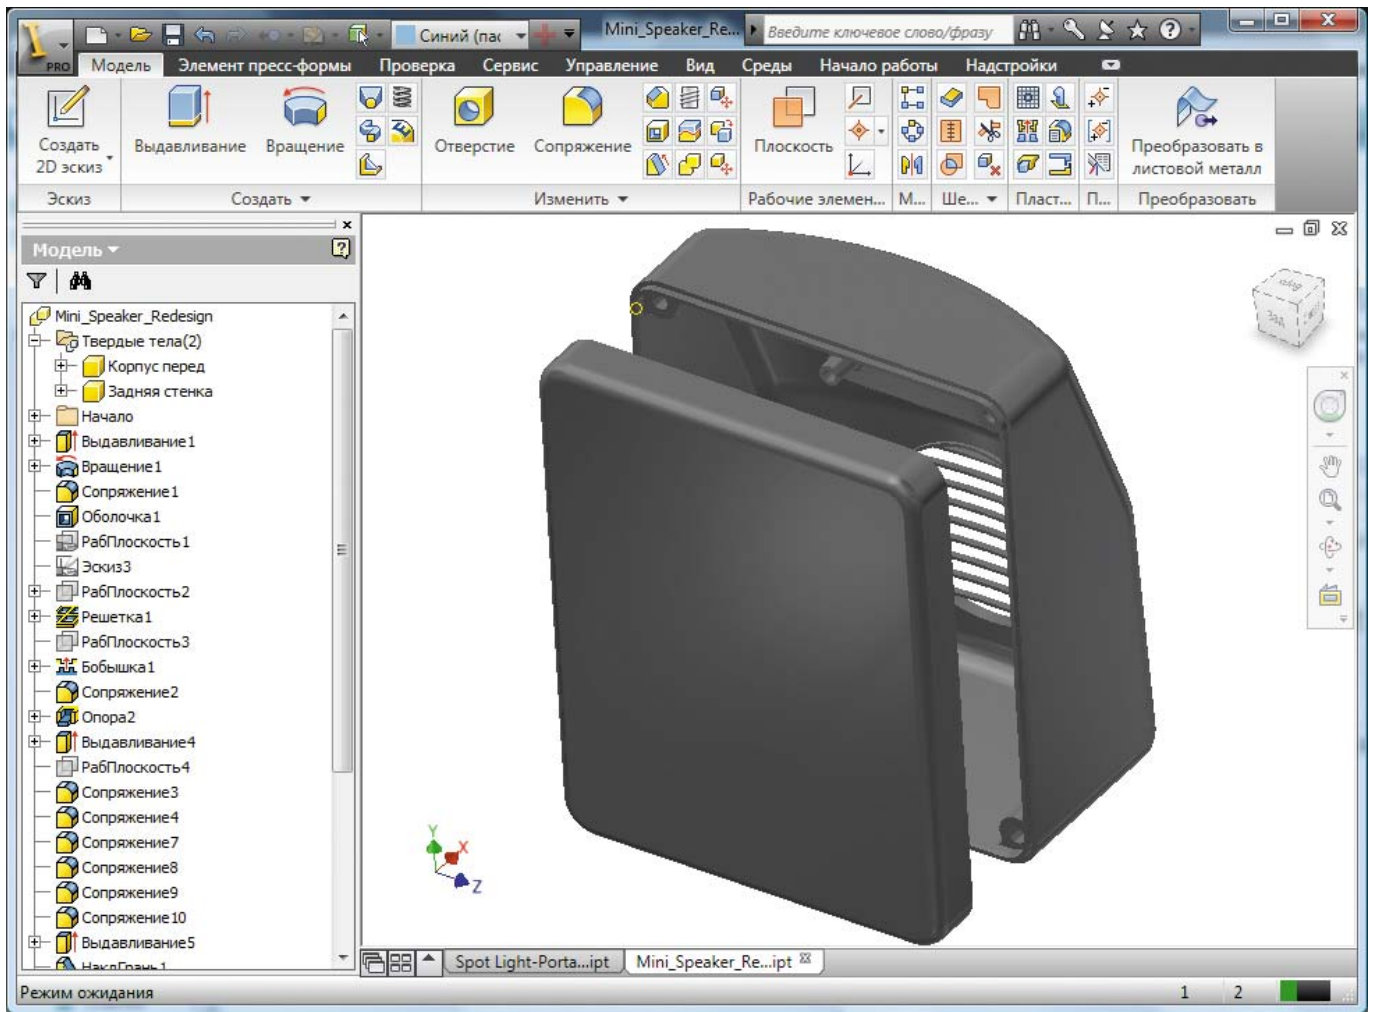 Синий (пас
Mini_Speaker_Re...
Введите ключевое слово/фразу
PRO
Модель Элемент пресс-формы Проверка Сервис Управление Вид Среды Начало работы Надстройки
Создать
2D эскиз
Выдавливание
Вращение
Отверстие
Сопряжение
Плоскость
Преобразовать в
листовой металл
Эскиз Создать Изменить Рабочие элемен... М... Ше... Пласт... П... Преобразовать
Модель
Mini_Speaker_Redesign
Твердые тела(2)
Корпус перед
Задняя стенка
Начало
Выдавливание1
Вращение1
Сопряжение1
Оболочка1
РабПлоскость1
Эскиз3
РабПлоскость2
Решетка1
РабПлоскость3
Бобышка1
Сопряжение2
Опора2
Выдавливание4
РабПлоскость4
Сопряжение3
Сопряжение4
Сопряжение7
Сопряжение8
Сопряжение9
Сопряжение10
Выдавливание5
НаклГрань1
Зад
Y
X
Z
Spot Light-Porta...ipt Mini_Speaker_Re...ipt
Режим ожидания
1 2